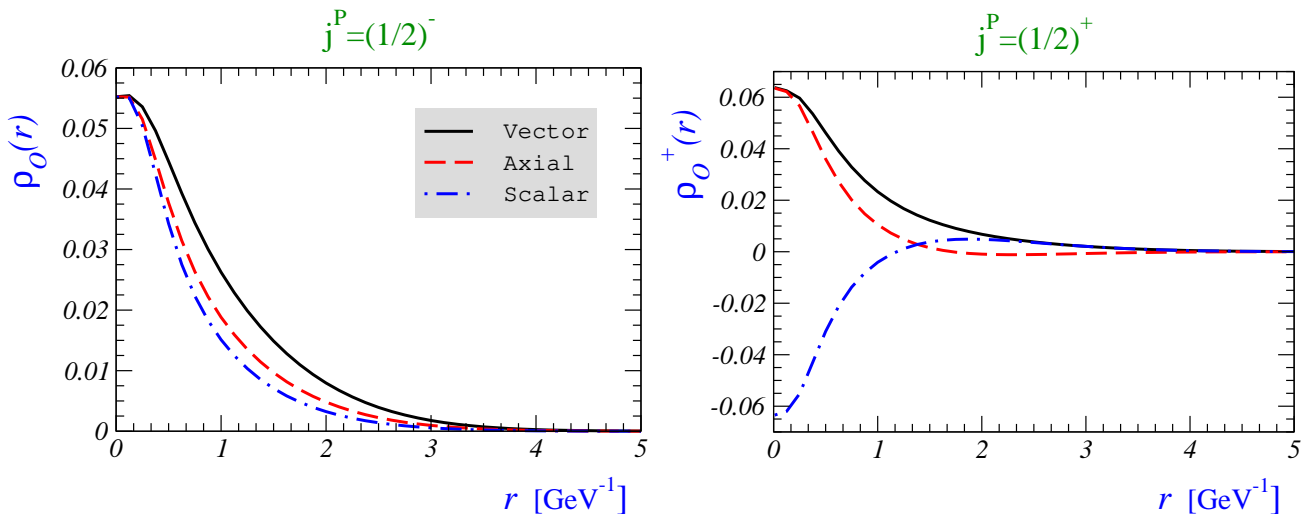 j^P=(1/2)^-
0.06
0.05
0.04
0.03
0.02
0.01
0
ρ_O(r)
Vector
Axial
Scalar
0 1 2 3 4 5
r [GeV^-1]
j^P=(1/2)^+
0.06
0.04
0.02
0
-0.02
-0.04
-0.06
ρ_O^+(r)
0 1 2 3 4 5
r [GeV^-1]